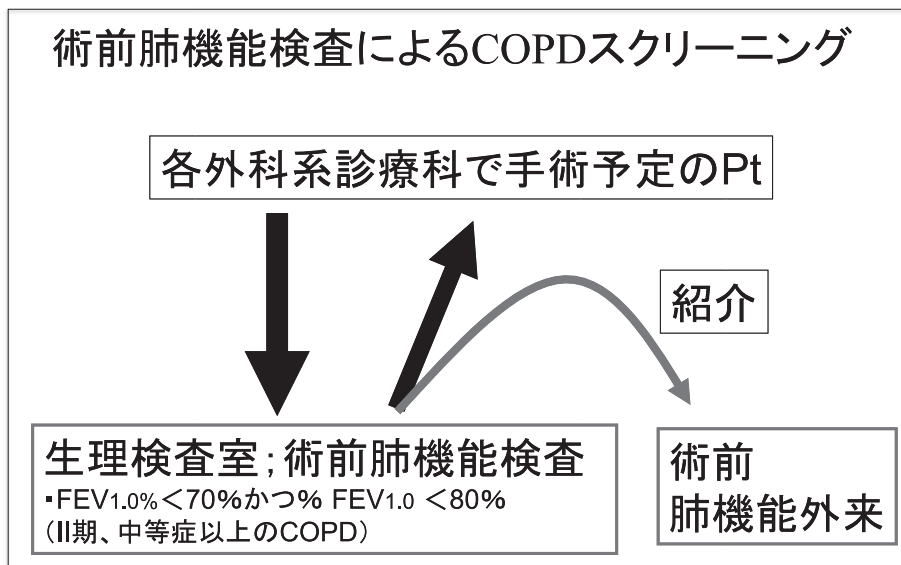 術前肺機能検査によるCOPDスクリーニング
各外科系診療科で手術予定のPt
紹介
生理検査室;術前肺機能検査
・FEV1.0%<70%かつ% FEV1.0 <80%
(II期、中等症以上のCOPD)
術前
肺機能外来